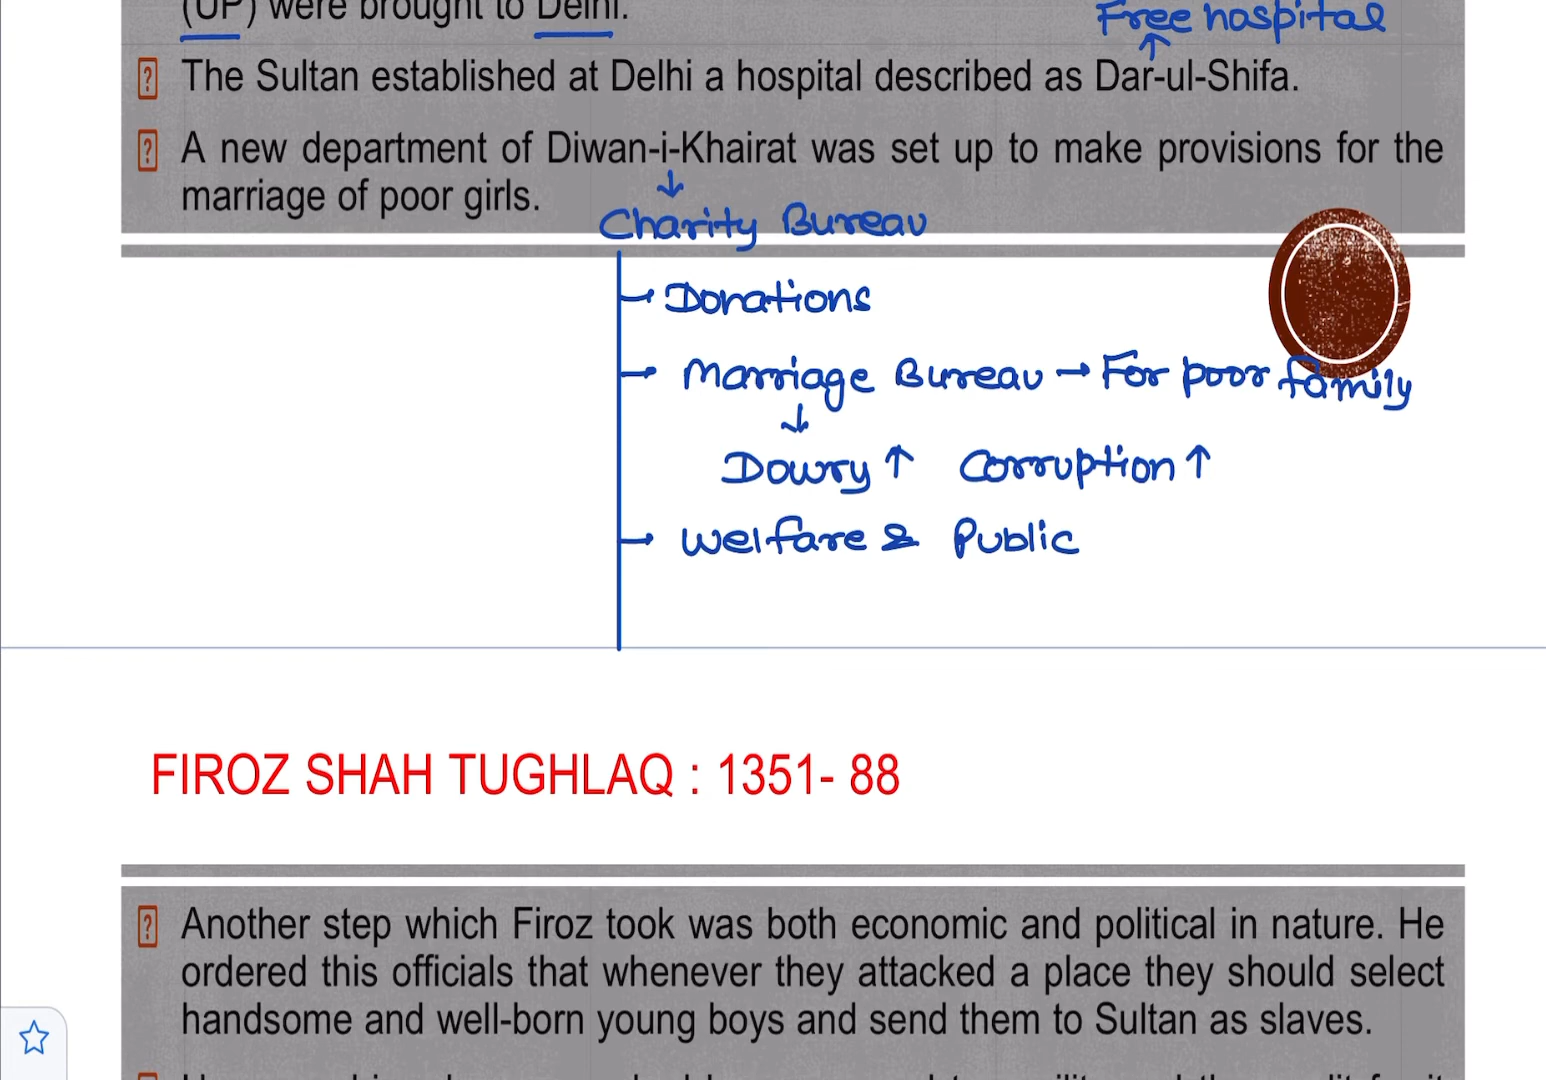 (UP) were brought to Delhi.
Free hospital
The Sultan established at Delhi a hospital described as Dar-ul-Shifa.
A new department of Diwan-i-Khairat was set up to make provisions for the
marriage of poor girls.
Charity Bureau
Donations
Marriage Bureau → For poor family
Dowry ↑ Corruption ↑
Welfare & Public
FIROZ SHAH TUGHLAQ : 1351- 88
Another step which Firoz took was both economic and political in nature. He
ordered this officials that whenever they attacked a place they should select
handsome and well-born young boys and send them to Sultan as slaves.